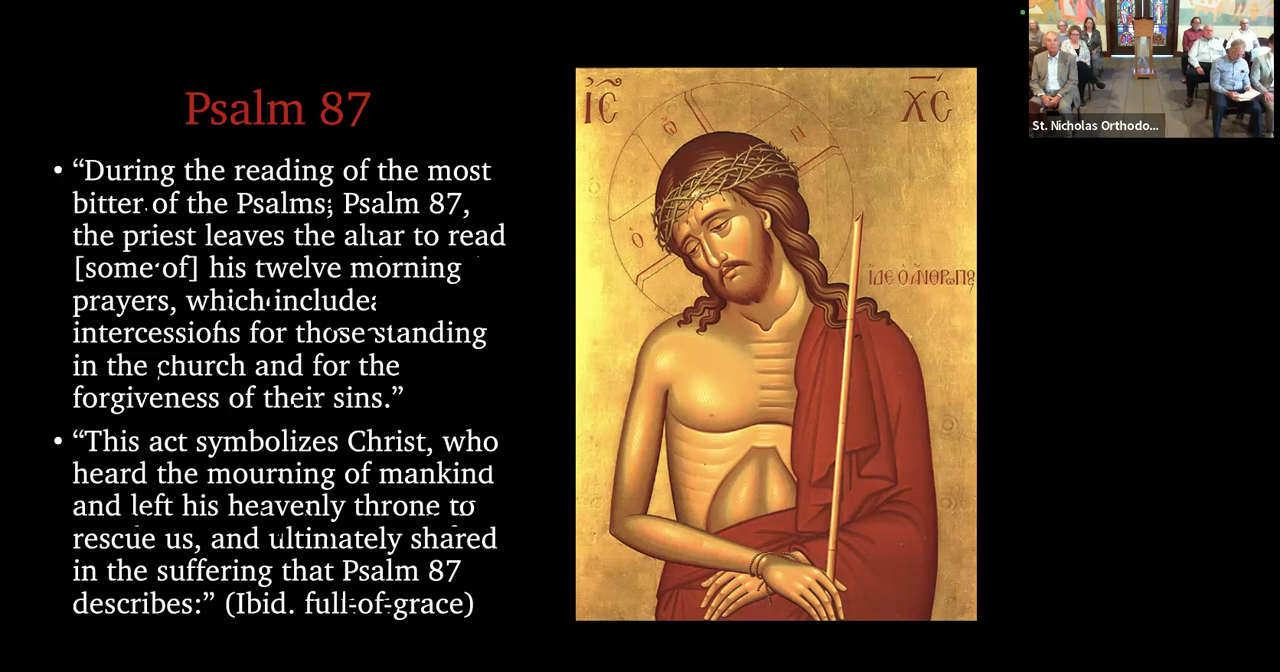 Psalm 87
• “During the reading of the most
bitter of the Psalms; Psalm 87,
the priest leaves the altar to read
[some of] his twelve morning
prayers, which include
intercessions for those standing
in the church and for the
forgiveness of their sins.”
• “This act symbolizes Christ, who
heard the mourning of mankind
and left his heavenly throne to
rescue us, and ultimately shared
in the suffering that Psalm 87
describes:” (Ibid. full-of-grace)
ἸС ХС
Ὁ Ὤ Ν
ἼΔΕ Ὁ ἌΝΘΡωΠΟς
St. Nicholas Orthodo...